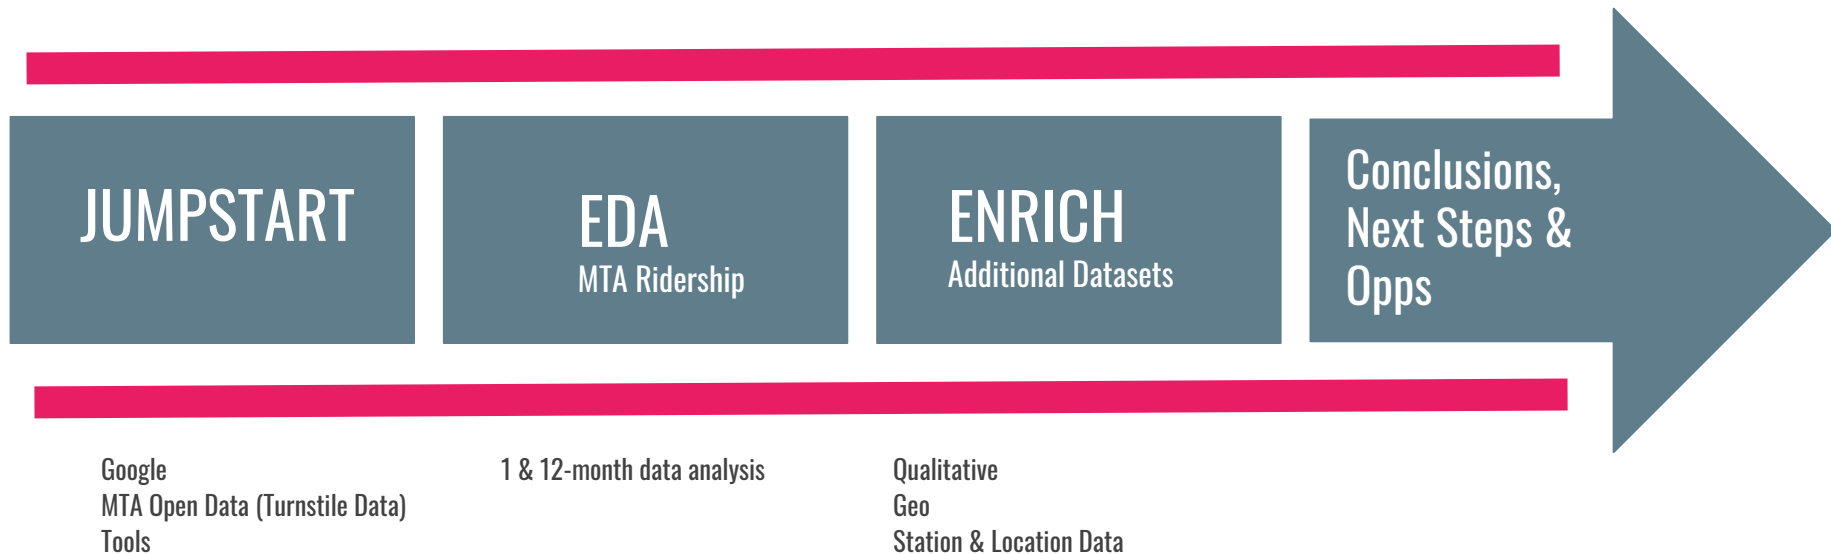 JUMPSTART
EDA
MTA Ridership
ENRICH
Additional Datasets
Conclusions,
Next Steps &
Opps
Google
MTA Open Data (Turnstile Data)
Tools
1 & 12-month data analysis
Qualitative
Geo
Station & Location Data